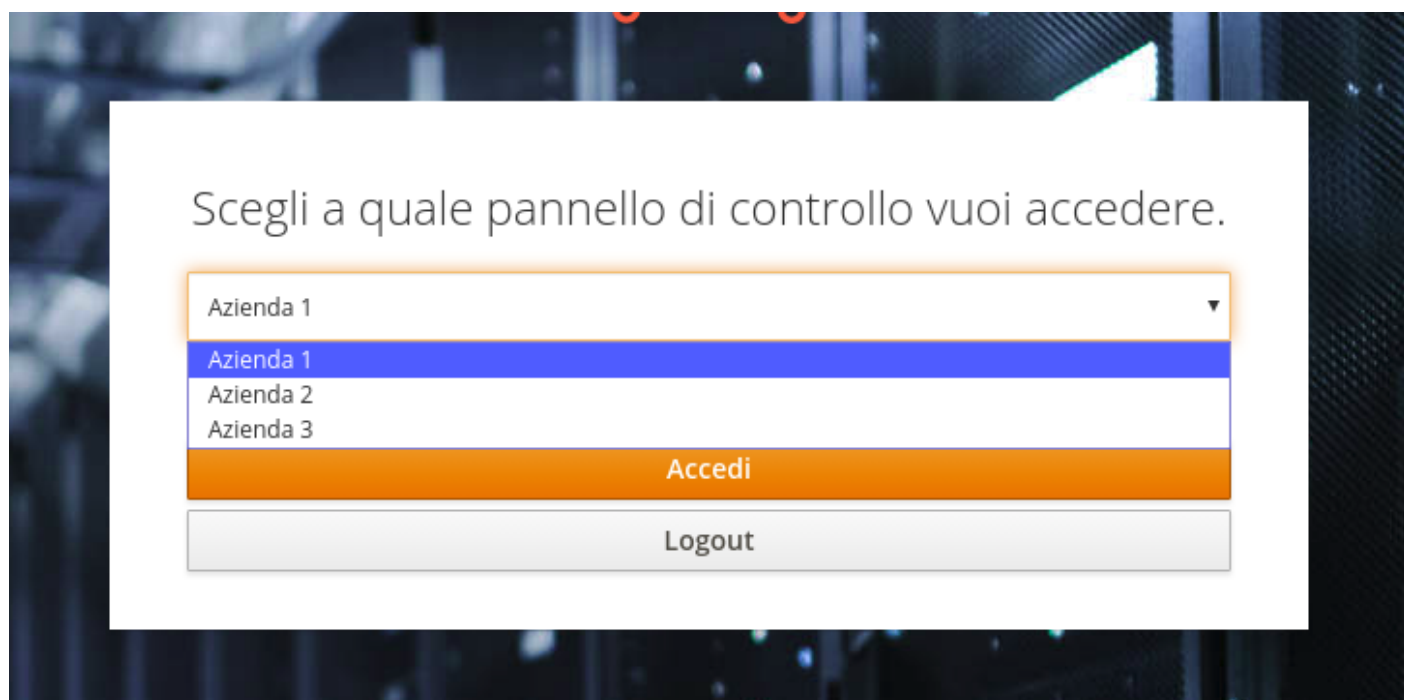 Scegli a quale pannello di controllo vuoi accedere.
Azienda 1
Azienda 1
Azienda 2
Azienda 3
Accedi
Logout